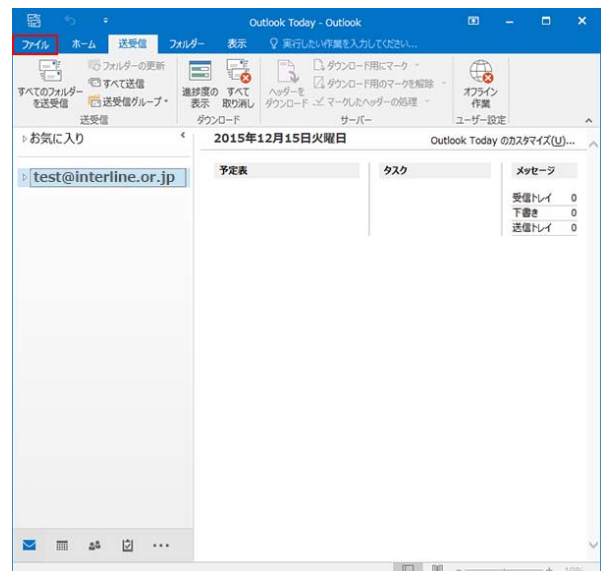 Outlook Today - Outlook
ファイル ホーム 送受信 フォルダー 表示 実行したい作業を入力してください...
すべてのフォルダーを送受信
フォルダーの更新
すべて送信
送受信グループ
進捗度の表示
すべて取り消し
ヘッダーをダウンロード
ダウンロード用にマーク
ダウンロード用のマークを解除
マークしたヘッダーの処理
オフライン作業
送受信 ダウンロード サーバー ユーザー設定
お気に入り
2015年12月15日火曜日 Outlook Today のカスタマイズ(U)...
test@interline.or.jp
予定表 タスク メッセージ
受信トレイ 0
下書き 0
送信トレイ 0
10%